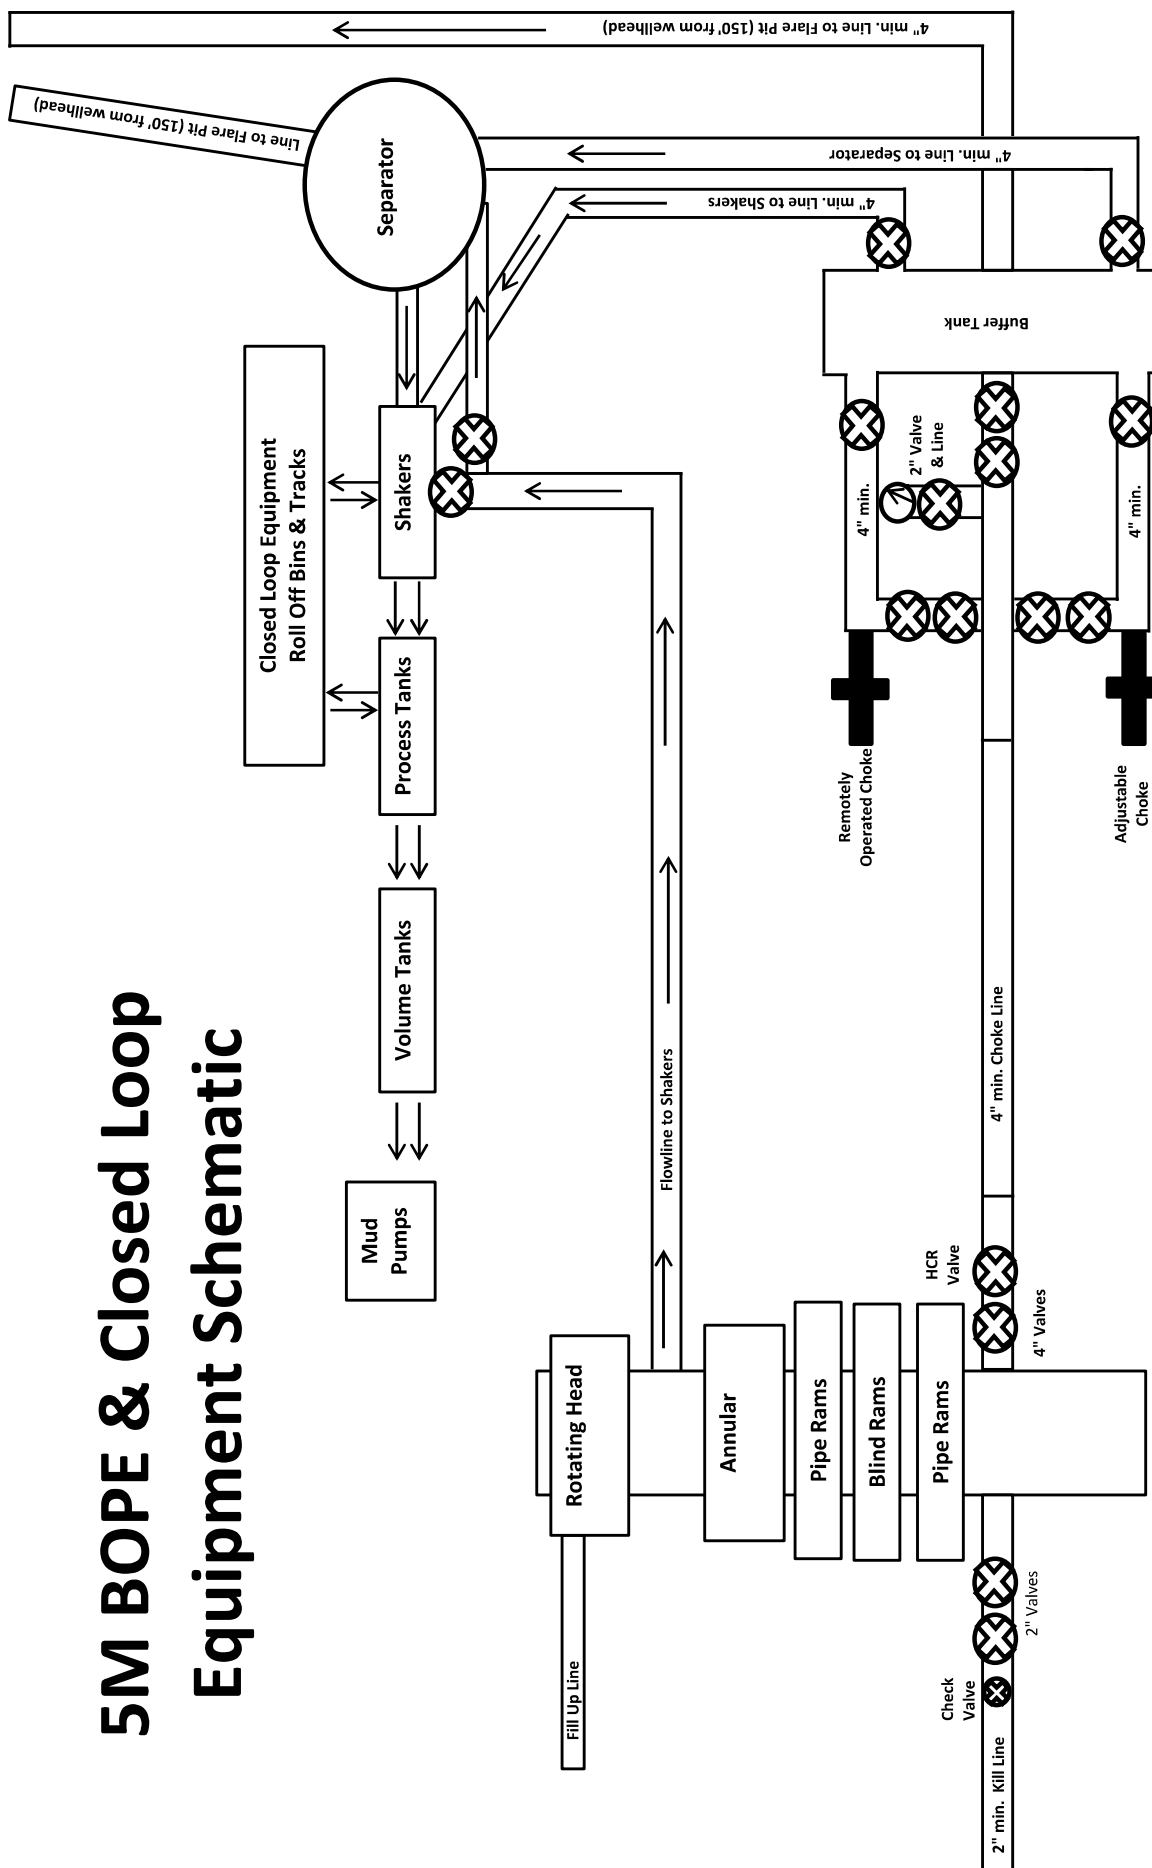 5M BOPE & Closed Loop
Equipment Schematic
4" min. Line to Flare Pit (150' from wellhead)
Line to Flare Pit (150' from wellhead)
Separator
4" min. Line to Separator
4" min. Line to Shakers
Buffer Tank
Closed Loop Equipment
Roll Off Bins & Tracks
Shakers
Process Tanks
Volume Tanks
Mud
Pumps
2" Valve
& Line
4" min.
4" min.
Remotely
Operated Choke
Adjustable
Choke
Flowline to Shakers
4" min. Choke Line
HCR
Valve
4" Valves
Rotating Head
Annular
Pipe Rams
Blind Rams
Pipe Rams
Fill Up Line
2" Valves
Check
Valve
2" min. Kill Line